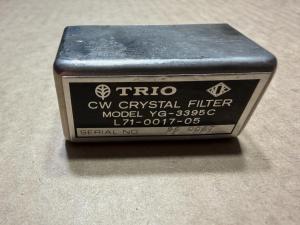 TRIO
CW CRYSTAL FILTER
MODEL YG-3395C
L71-0017-05
SERIAL NO.